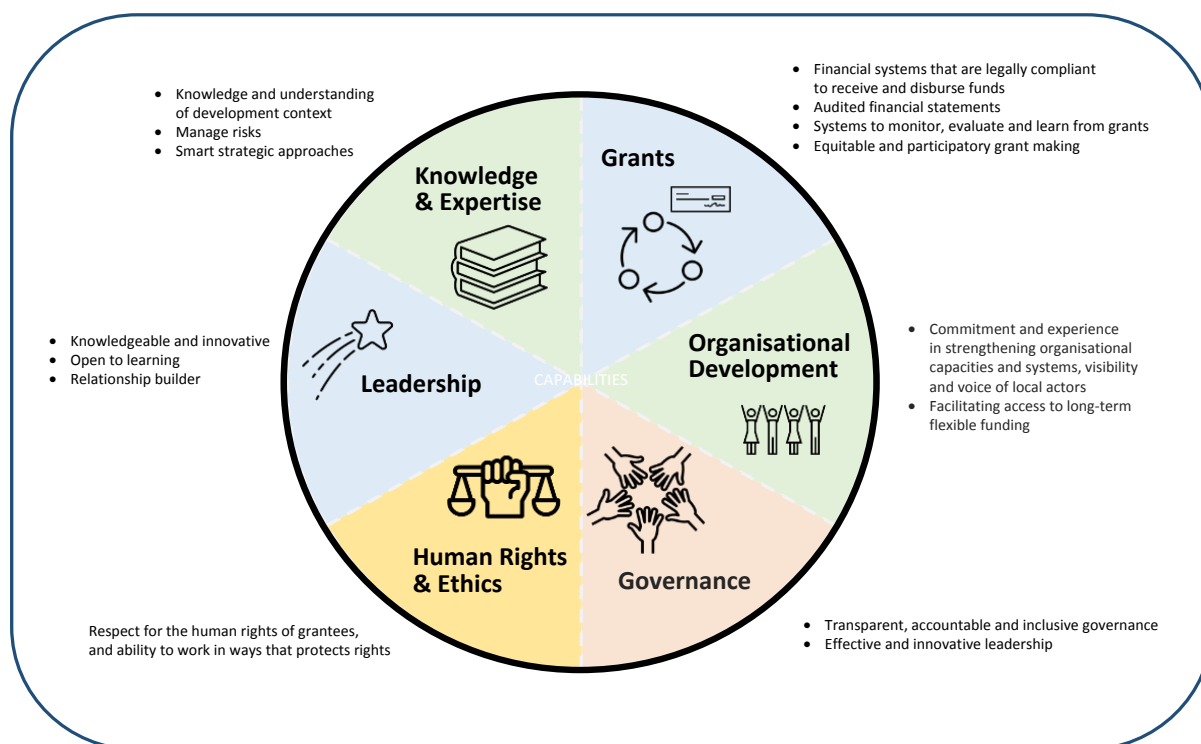 • Knowledge and understanding
of development context
• Manage risks
• Smart strategic approaches
• Financial systems that are legally compliant
to receive and disburse funds
• Audited financial statements
• Systems to monitor, evaluate and learn from grants
• Equitable and participatory grant making
Knowledge
& Expertise
Grants
• Knowledgeable and innovative
• Open to learning
• Relationship builder
Leadership
CAPABILITIES
Organisational
Development
• Commitment and experience
in strengthening organisational
capacities and systems, visibility
and voice of local actors
• Facilitating access to long-term
flexible funding
Human Rights
& Ethics
Governance
Respect for the human rights of grantees,
and ability to work in ways that protects rights
• Transparent, accountable and inclusive governance
• Effective and innovative leadership